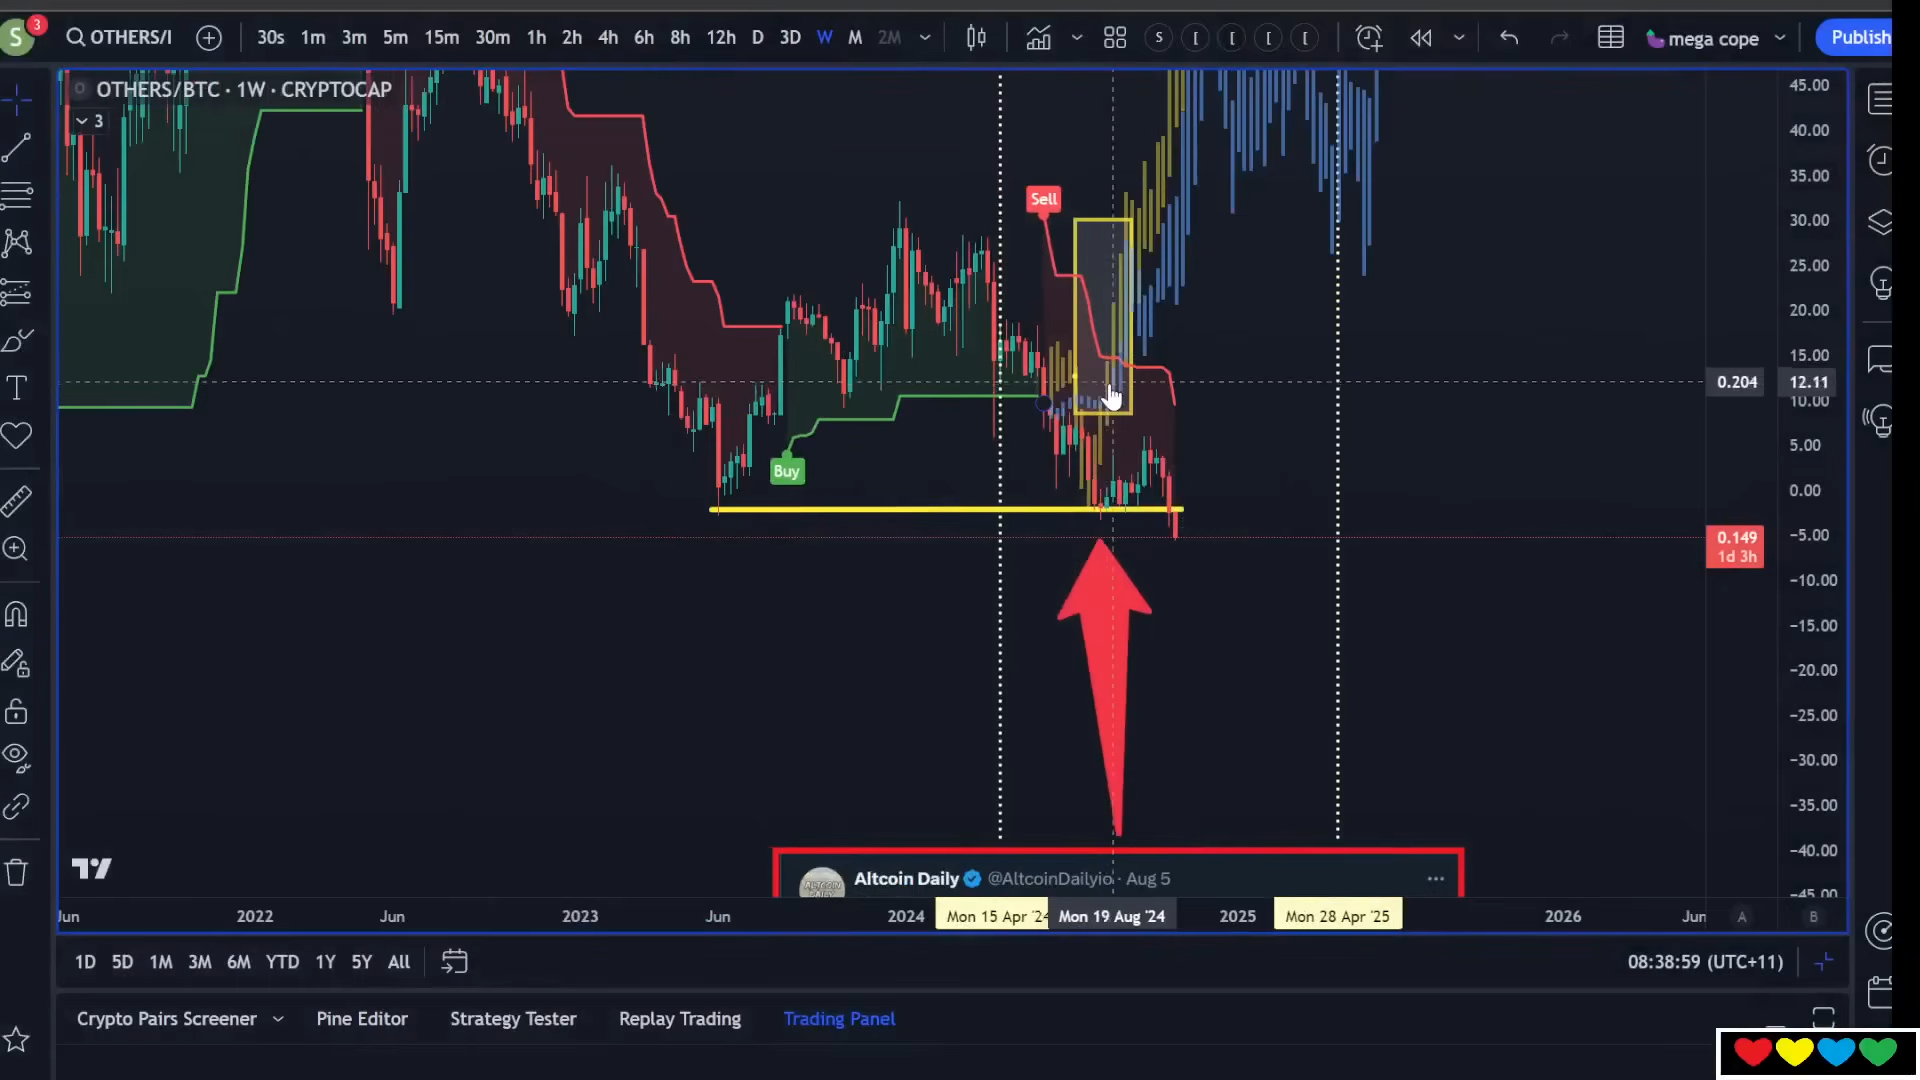 S
3
OTHERS/I
30s 1m 3m 5m 15m 30m 1h 2h 4h 6h 8h 12h D 3D W M 2M
S [ [ [ [
mega cope
Publish
OTHERS/BTC · 1W · CRYPTOCAP
3
Sell
Buy
45.00
40.00
35.00
30.00
25.00
20.00
15.00
0.204 12.11
10.00
5.00
0.00
0.149 −5.00
1d 3h
−10.00
−15.00
−20.00
−25.00
−30.00
−35.00
−40.00
−45.00
Altcoin Daily @AltcoinDailyio · Aug 5
Jun 2022 Jun 2023 Jun 2024 Mon 15 Apr '24 Mon 19 Aug '24 2025 Mon 28 Apr '25 2026 Jun A B
1D 5D 1M 3M 6M YTD 1Y 5Y All
08:38:59 (UTC+11)
Crypto Pairs Screener Pine Editor Strategy Tester Replay Trading Trading Panel